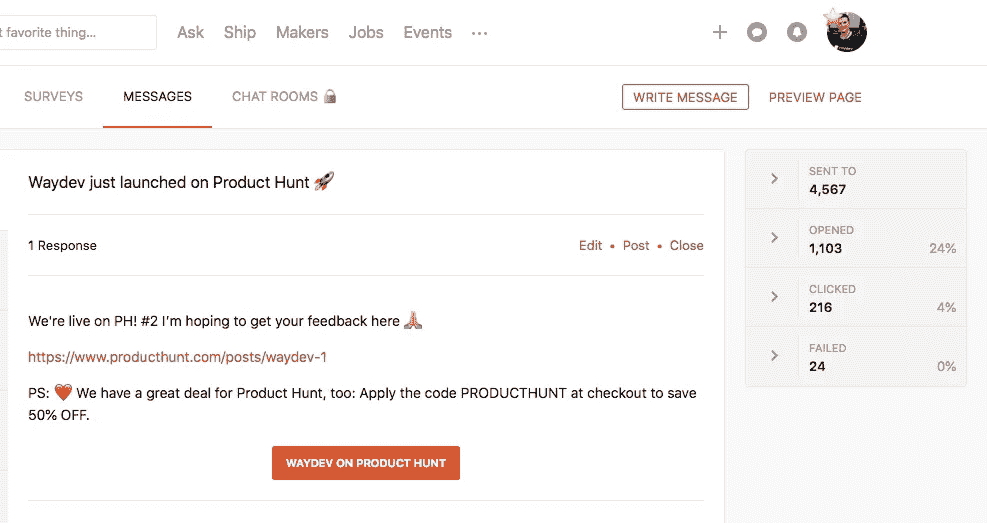 t favorite thing...
Ask Ship Makers Jobs Events ...
SURVEYS MESSAGES CHAT ROOMS
WRITE MESSAGE PREVIEW PAGE
Waydev just launched on Product Hunt 🚀
1 Response
Edit • Post • Close
We're live on PH! #2 I'm hoping to get your feedback here 🙏
https://www.producthunt.com/posts/waydev-1
PS: ❤️ We have a great deal for Product Hunt, too: Apply the code PRODUCTHUNT at checkout to save
50% OFF.
WAYDEV ON PRODUCT HUNT
SENT TO
4,567
OPENED
1,103 24%
CLICKED
216 4%
FAILED
24 0%